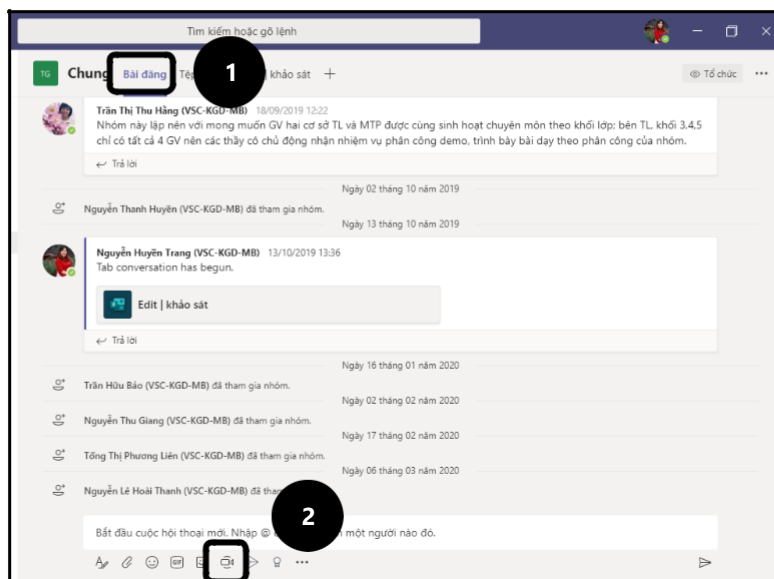 Tìm kiếm hoặc gõ lệnh
TG Chung Bài đăng Tệp 1 khảo sát + Tổ chức ...
Trần Thị Thu Hằng (VSC-KGD-MB) 18/09/2019 12:22
Nhóm này lập nên với mong muốn GV hai cơ sở TL và MTP được cùng sinh hoạt chuyên môn theo khối lớp; bên TL, khối 3,4,5
chỉ có tất cả 4 GV nên các thầy cô chủ động nhận nhiệm vụ phân công demo, trình bày bài dạy theo phân công của nhóm.
Trả lời
Ngày 02 tháng 10 năm 2019
Nguyễn Thanh Huyền (VSC-KGD-MB) đã tham gia nhóm.
Ngày 13 tháng 10 năm 2019
Nguyễn Huyền Trang (VSC-KGD-MB) 13/10/2019 13:36
Tab conversation has begun.
Edit | khảo sát
Trả lời
Ngày 16 tháng 01 năm 2020
Trần Hữu Bảo (VSC-KGD-MB) đã tham gia nhóm.
Ngày 02 tháng 02 năm 2020
Nguyễn Thu Giang (VSC-KGD-MB) đã tham gia nhóm.
Ngày 17 tháng 02 năm 2020
Tống Thị Phương Liên (VSC-KGD-MB) đã tham gia nhóm.
Ngày 06 tháng 03 năm 2020
Nguyễn Lê Hoài Thanh (VSC-KGD-MB) đã
2
Bắt đầu cuộc hội thoại mới. Nhập @ một người nào đó.
GIF